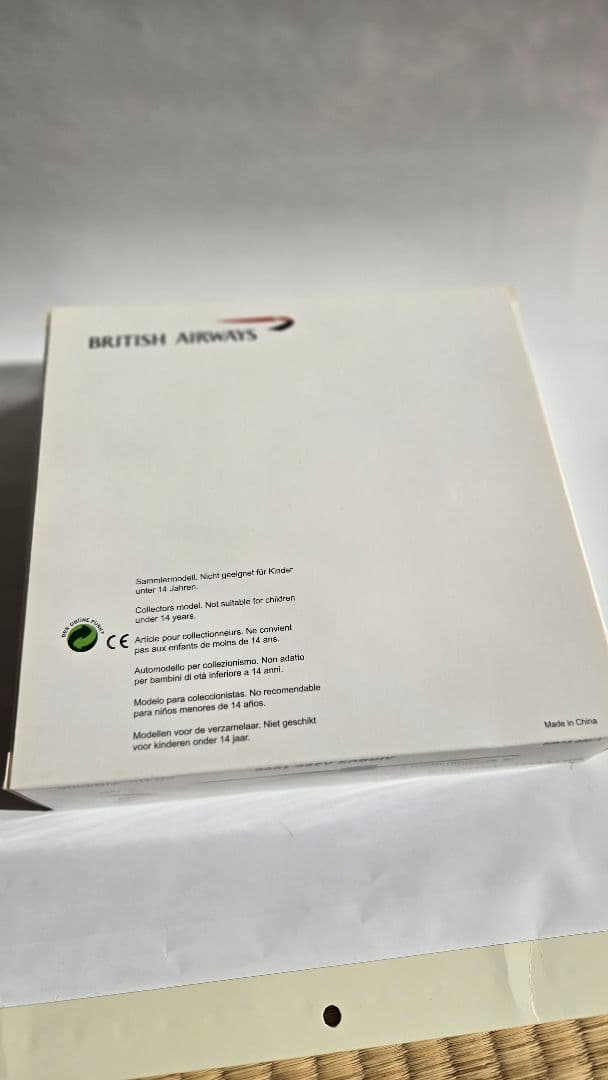 BRITISH AIRWAYS
Sammlermodell. Nicht geeignet für Kinder
unter 14 Jahren.
Collectors model. Not suitable for children
under 14 years.
DER GRÜNE PUNKT
CE
Article pour collectionneurs. Ne convient
pas aux enfants de moins de 14 ans.
Automodello per collezionismo. Non adatto
per bambini di età inferiore a 14 anni.
Modelo para coleccionistas. No recomendable
para niños menores de 14 años.
Modellen voor de verzamelaar. Niet geschikt
voor kinderen onder 14 jaar.
Made in China